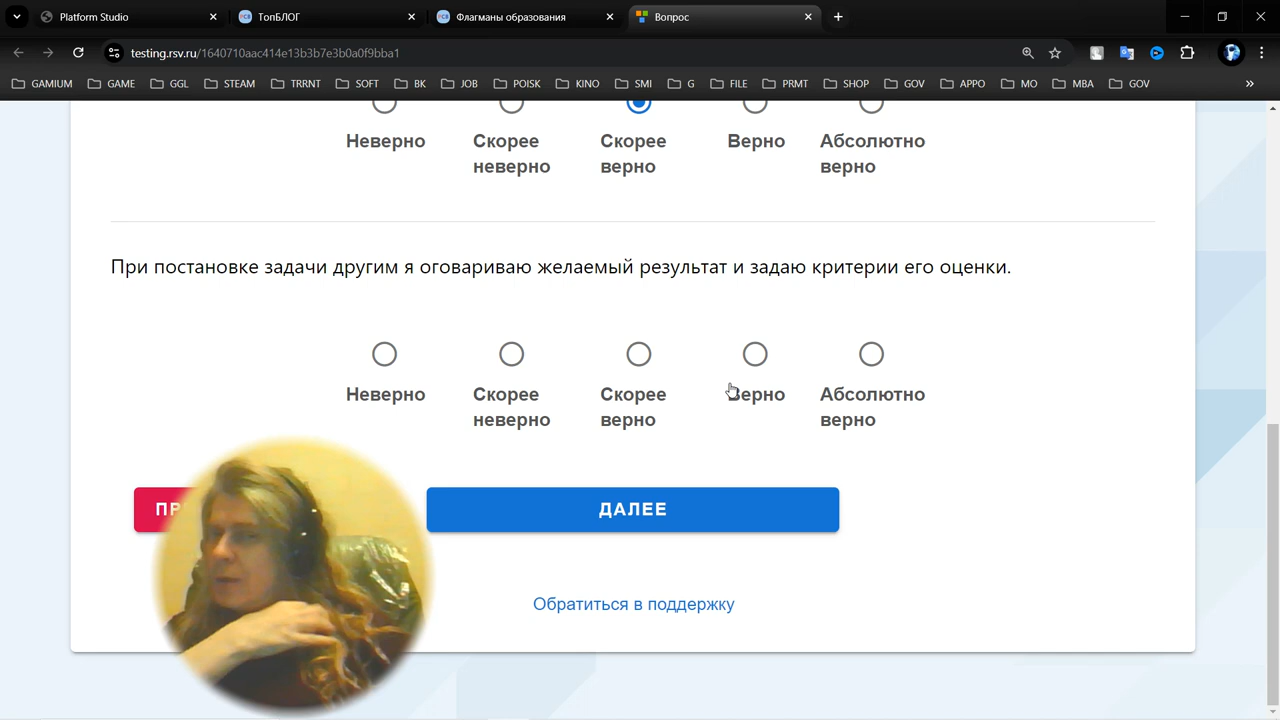 Platform Studio
ТопБЛОГ
Флагманы образования
Вопрос
testing.rsv.ru/1640710aac414e13b3b7e3b0a0f9bba1
GAMIUM
GAME
GGL
STEAM
TRRNT
SOFT
BK
JOB
POISK
KINO
SMI
G
FILE
PRMT
SHOP
GOV
APPO
MO
MBA
GOV
Неверно
Скорее неверно
Скорее верно
Верно
Абсолютно верно
При постановке задачи другим я оговариваю желаемый результат и задаю критерии его оценки.
Неверно
Скорее неверно
Скорее верно
Верно
Абсолютно верно
ДАЛЕЕ
Обратиться в поддержку